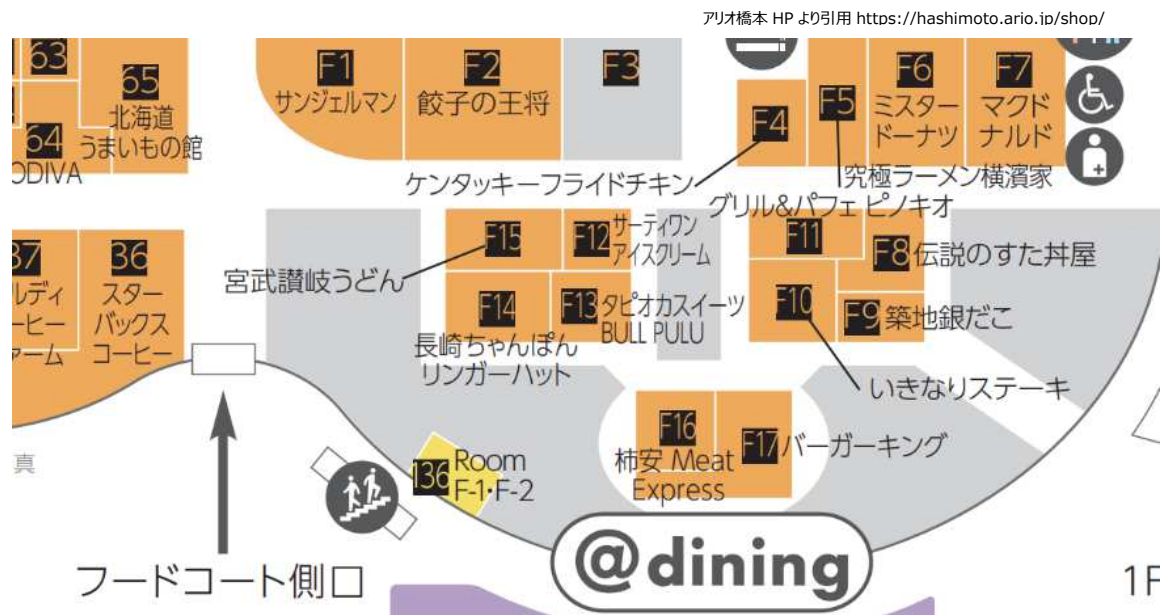 アリオ橋本 HP より引用 https://hashimoto.ario.jp/shop/
63
65
北海道
うまいもの館
64
ODIVA
F1
サンジェルマン
F2
餃子の王将
F3
F4
F5
F6
ミスター
ドーナツ
F7
マクド
ナルド
ケンタッキーフライドチキン
究極ラーメン横濱家
グリル&パフェ ピノキオ
37
ルディ
ーヒー
ァーム
36
スター
バックス
コーヒー
宮武讃岐うどん
F15
F12
サーティワン
アイスクリーム
F14
長崎ちゃんぽん
リンガーハット
F13
タピオカスイーツ
BULL PULU
F11
F8
伝説のすた丼屋
F10
F9
築地銀だこ
いきなりステーキ
F16
柿安 Meat
Express
F17
バーガーキング
真
136
Room
F-1・F-2
@dining
フードコート側口
1F